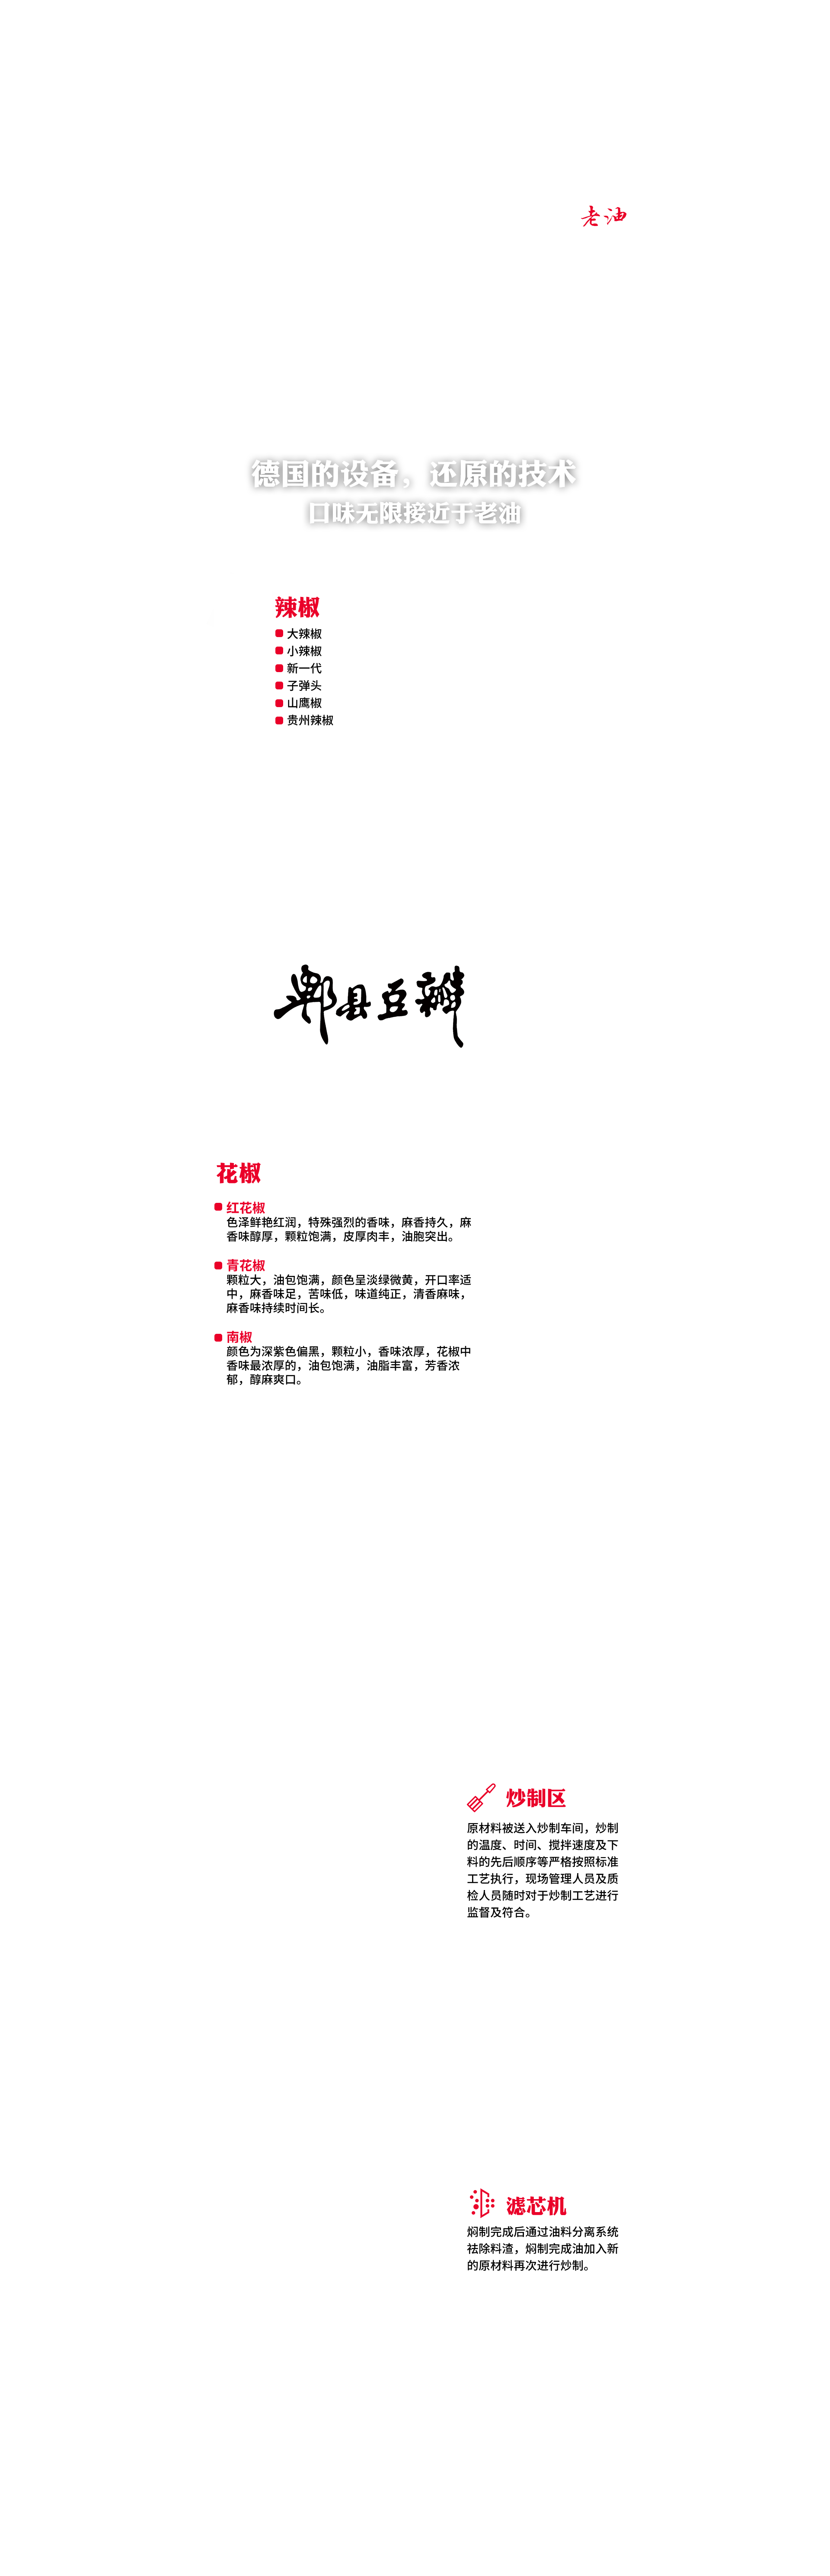 老油
德国的设备，还原的技术
口味无限接近于老油
辣椒
大辣椒
小辣椒
新一代
子弹头
山鹰椒
贵州辣椒
郫县豆瓣
花椒
红花椒
色泽鲜艳红润，特殊强烈的香味，麻香持久，麻
香味醇厚，颗粒饱满，皮厚肉丰，油胞突出。
青花椒
颗粒大，油包饱满，颜色呈淡绿微黄，开口率适
中，麻香味足，苦味低，味道纯正，清香麻味，
麻香味持续时间长。
南椒
颜色为深紫色偏黑，颗粒小，香味浓厚，花椒中
香味最浓厚的，油包饱满，油脂丰富，芳香浓
郁，醇麻爽口。
炒制区
原材料被送入炒制车间，炒制
的温度、时间、搅拌速度及下
料的先后顺序等严格按照标准
工艺执行，现场管理人员及质
检人员随时对于炒制工艺进行
监督及符合。
滤芯机
焖制完成后通过油料分离系统
祛除料渣，焖制完成油加入新
的原材料再次进行炒制。